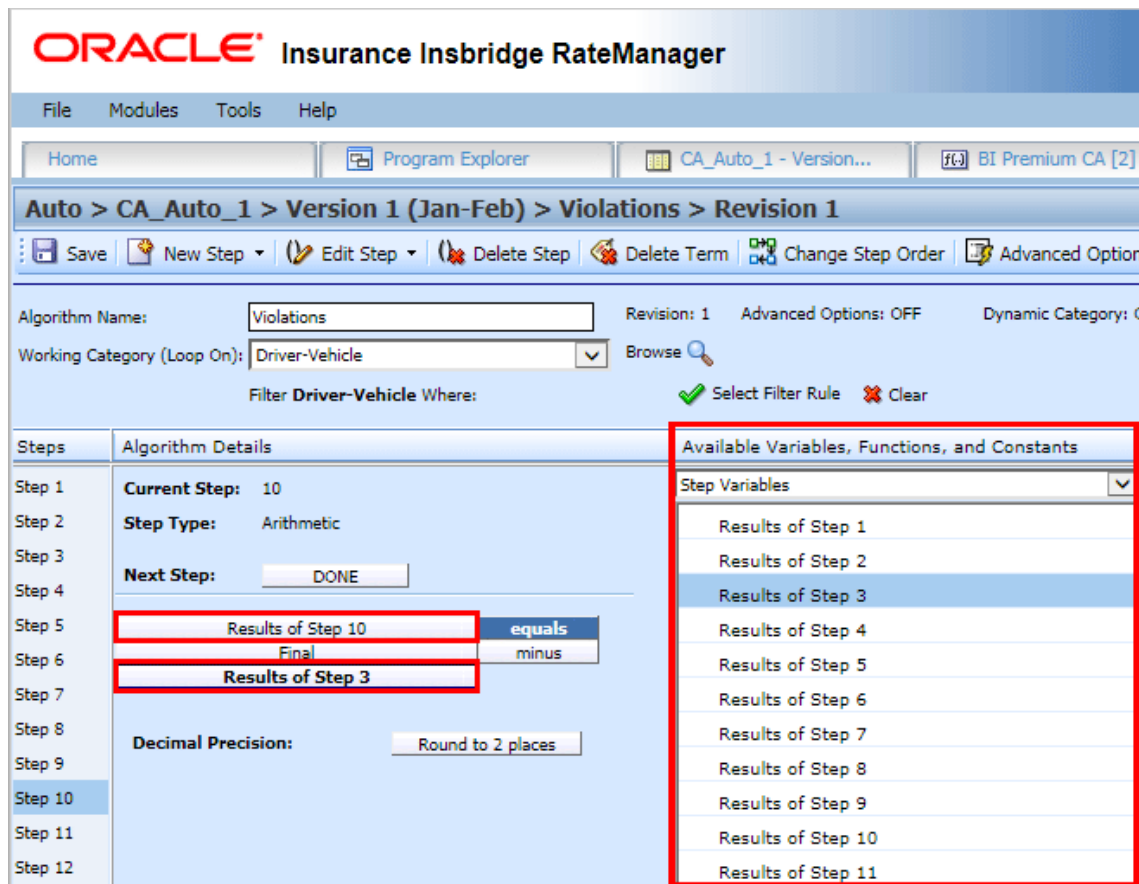 ORACLE Insurance Insbridge RateManager
File Modules Tools Help
Home Program Explorer CA_Auto_1 - Version... f(.) BI Premium CA [2]
Auto > CA_Auto_1 > Version 1 (Jan-Feb) > Violations > Revision 1
Save New Step Edit Step Delete Step Delete Term Change Step Order Advanced Option
Algorithm Name: Violations Revision: 1 Advanced Options: OFF Dynamic Category:
Working Category (Loop On): Driver-Vehicle Browse
Filter Driver-Vehicle Where: Select Filter Rule Clear
Steps Algorithm Details Available Variables, Functions, and Constants
Step 1 Current Step: 10 Step Variables
Step 2 Step Type: Arithmetic Results of Step 1
Step 3 Results of Step 2
Step 4 Next Step: DONE Results of Step 3
Step 5 Results of Step 10 equals Results of Step 4
Step 6 Final minus Results of Step 5
Results of Step 3
Step 7 Results of Step 6
Step 8 Decimal Precision: Round to 2 places Results of Step 7
Step 9 Results of Step 8
Step 10 Results of Step 9
Step 11 Results of Step 10
Step 12 Results of Step 11